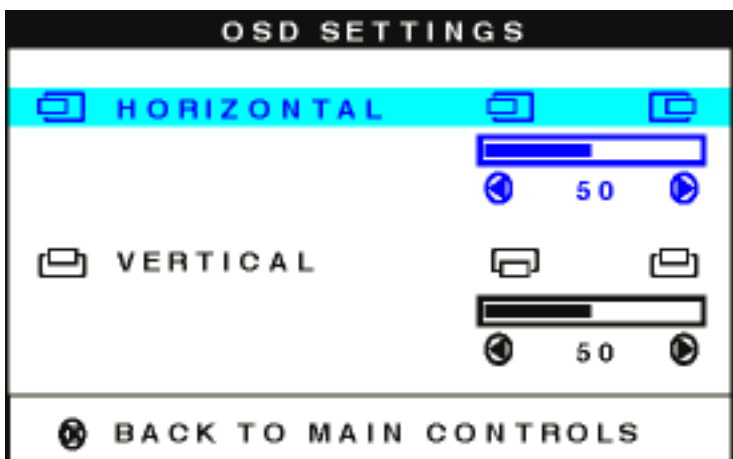 OSD SETTINGS
HORIZONTAL
50
VERTICAL
50
BACK TO MAIN CONTROLS